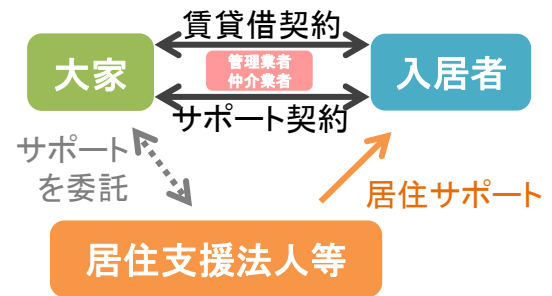 賃貸借契約
大家
管理業者
仲介業者
入居者
サポート契約
サポート
を委託
居住サポート
居住支援法人等